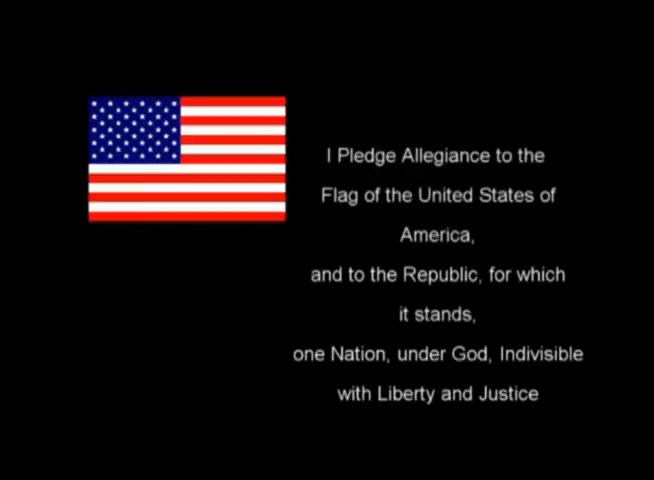 I Pledge Allegiance to the
Flag of the United States of
America,
and to the Republic, for which
it stands,
one Nation, under God, Indivisible
with Liberty and Justice